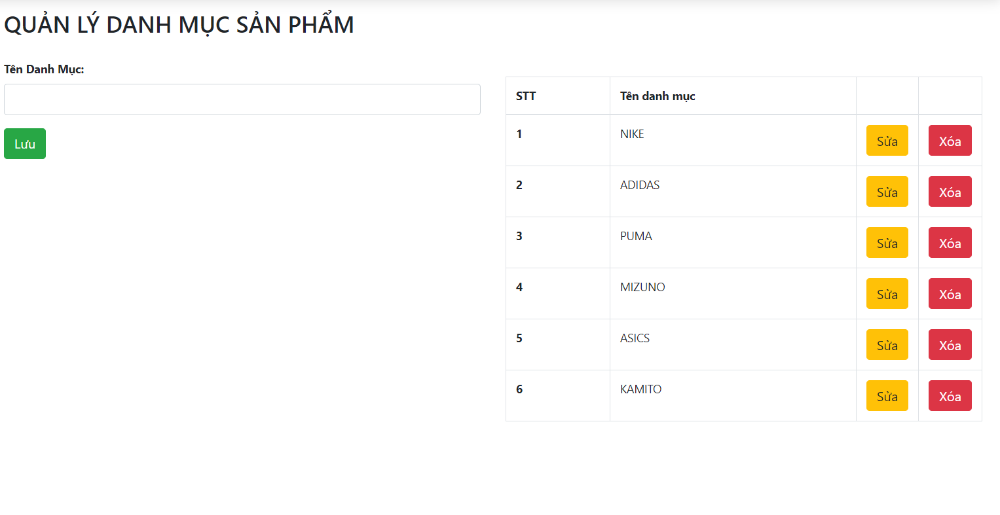 QUẢN LÝ DANH MỤC SẢN PHẨM
Tên Danh Mục:
Lưu
STT Tên danh mục
1 NIKE Sửa Xóa
2 ADIDAS Sửa Xóa
3 PUMA Sửa Xóa
4 MIZUNO Sửa Xóa
5 ASICS Sửa Xóa
6 KAMITO Sửa Xóa